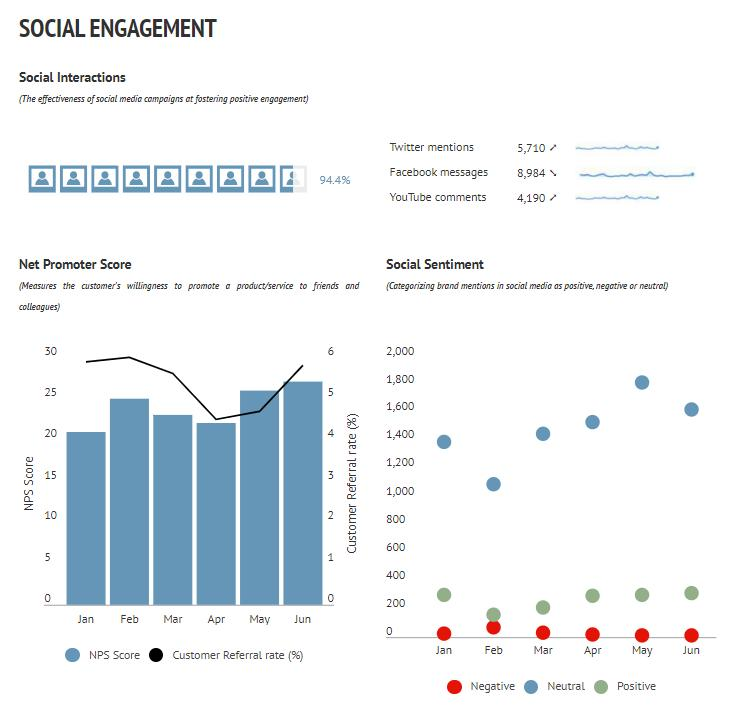 SOCIAL ENGAGEMENT
Social Interactions
(The effectiveness of social media campaigns at fostering positive engagement)
94.4%
Twitter mentions 5,710 ↗
Facebook messages 8,984 ↘
YouTube comments 4,190 ↗
Net Promoter Score
(Measures the customer's willingness to promote a product/service to friends and
colleagues)
30
25
20
15
10
5
0
NPS Score
6
5
4
3
2
1
0
Customer Referral rate (%)
Jan Feb Mar Apr May Jun
NPS Score Customer Referral rate (%)
Social Sentiment
(Categorizing brand mentions in social media as positive, negative or neutral)
2,000
1,800
1,600
1,400
1,200
1,000
800
600
400
200
0
Jan Feb Mar Apr May Jun
Negative Neutral Positive